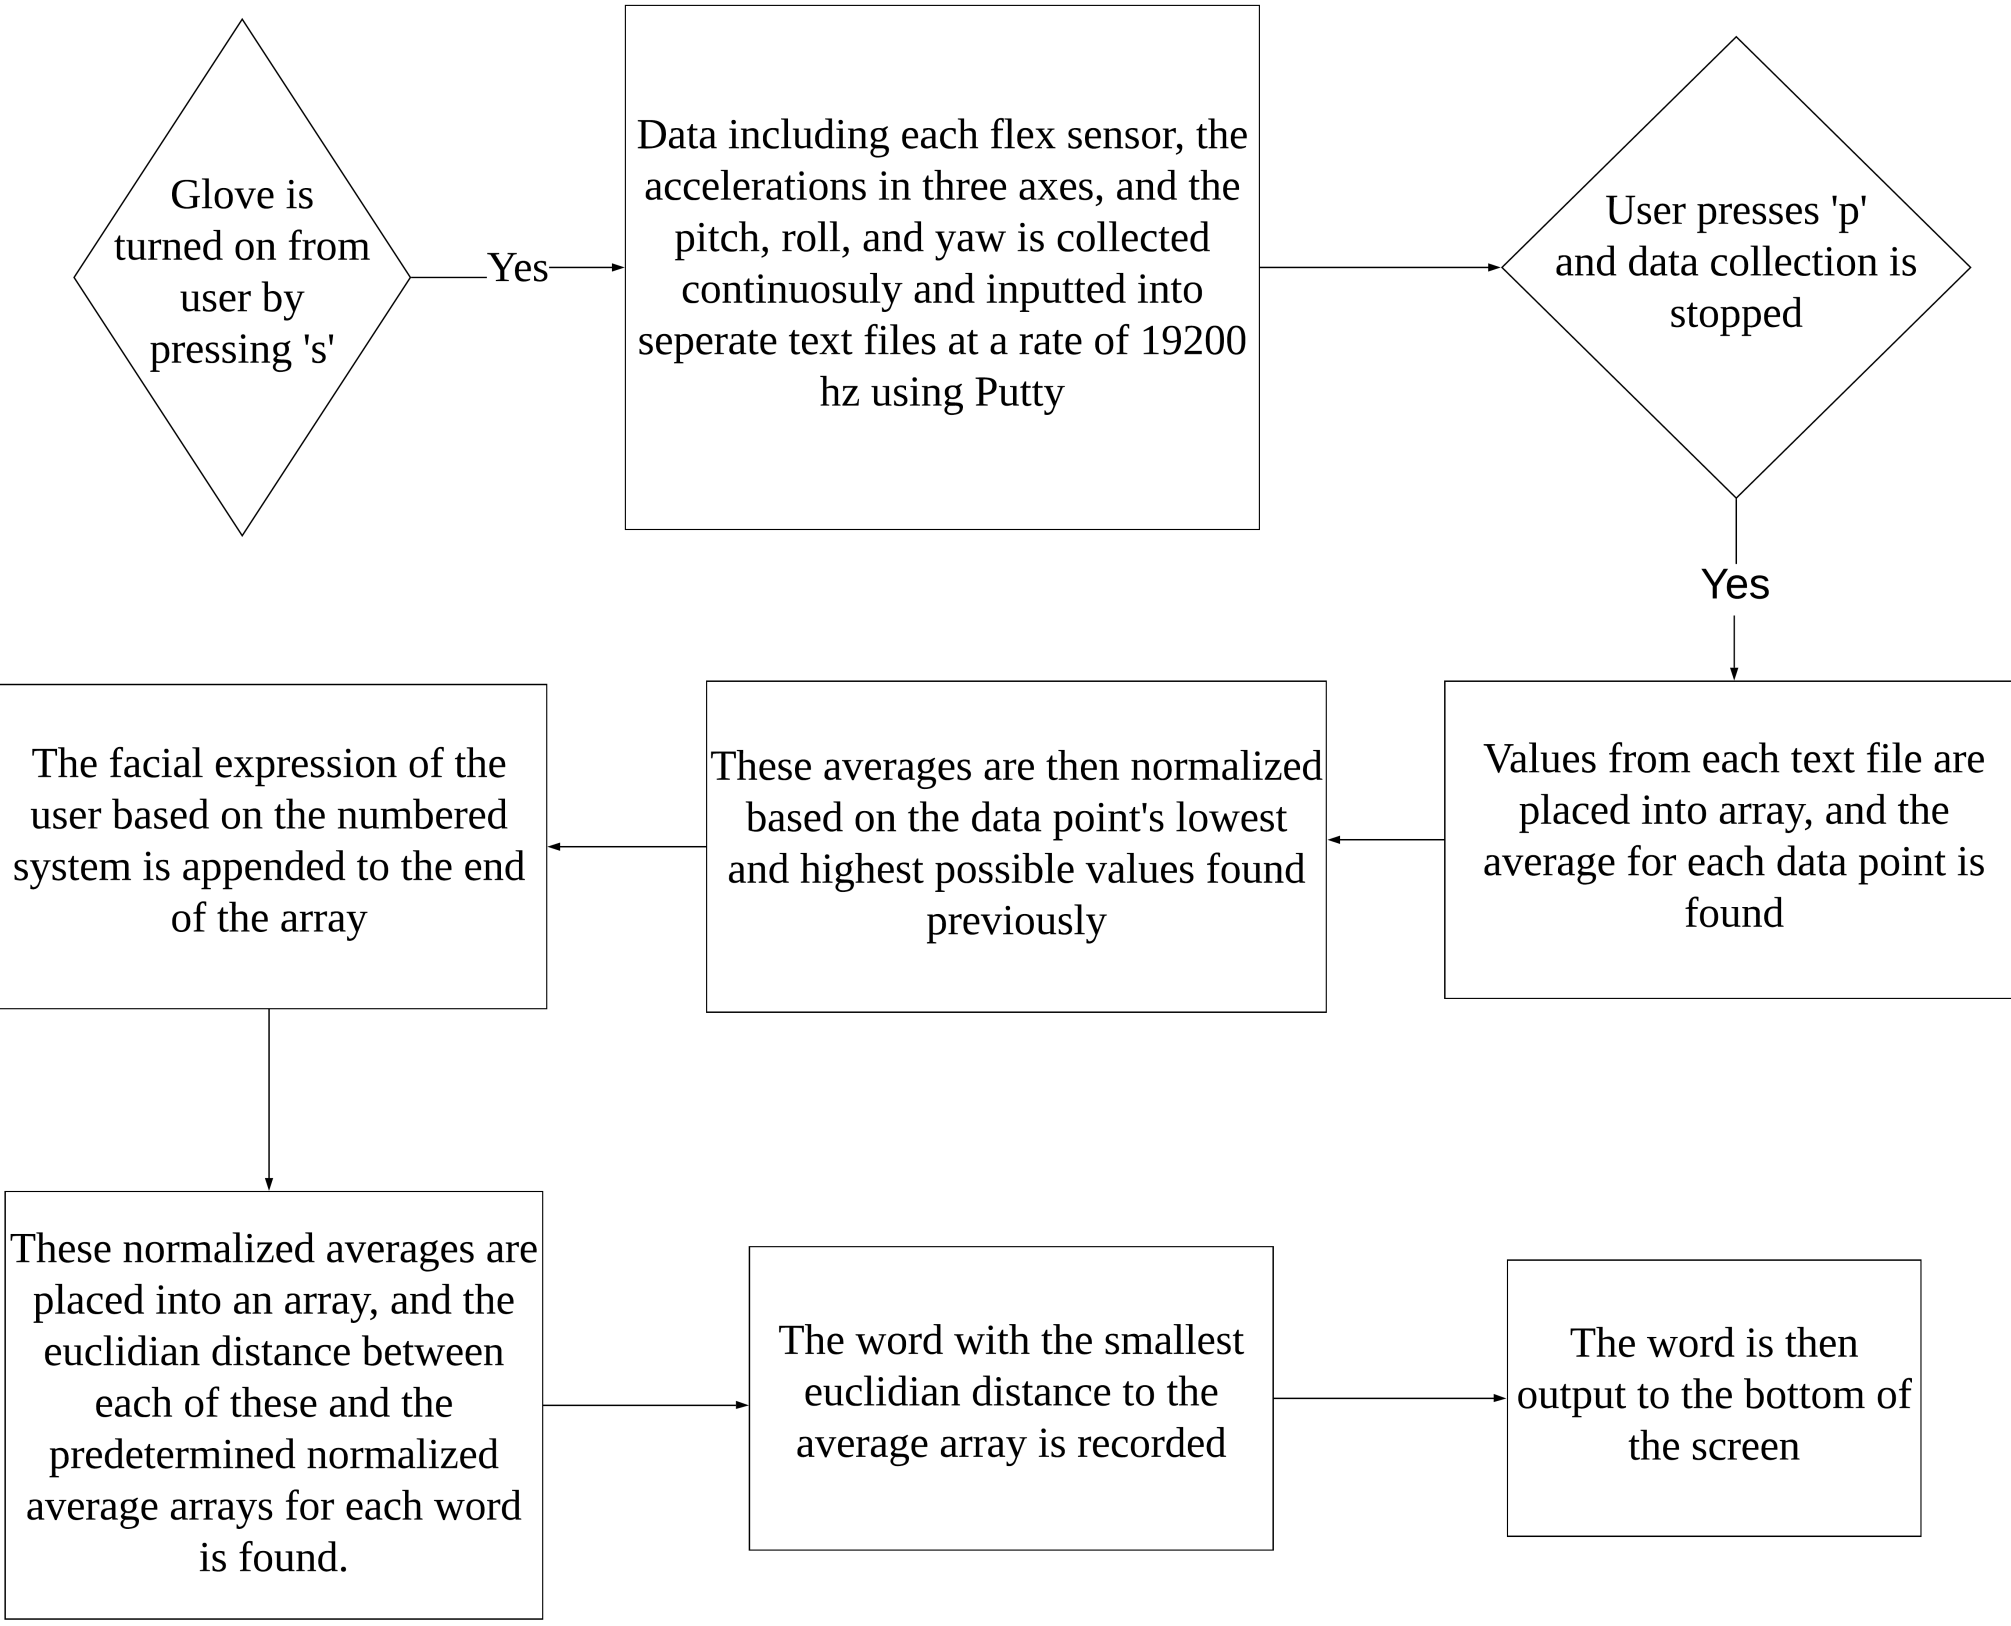 Glove is
turned on from
user by
pressing 's'
Yes
Data including each flex sensor, the
accelerations in three axes, and the
pitch, roll, and yaw is collected
continuosuly and inputted into
seperate text files at a rate of 19200
hz using Putty
User presses 'p'
and data collection is
stopped
Yes
Values from each text file are
placed into array, and the
average for each data point is
found
These averages are then normalized
based on the data point's lowest
and highest possible values found
previously
The facial expression of the
user based on the numbered
system is appended to the end
of the array
These normalized averages are
placed into an array, and the
euclidian distance between
each of these and the
predetermined normalized
average arrays for each word
is found.
The word with the smallest
euclidian distance to the
average array is recorded
The word is then
output to the bottom of
the screen